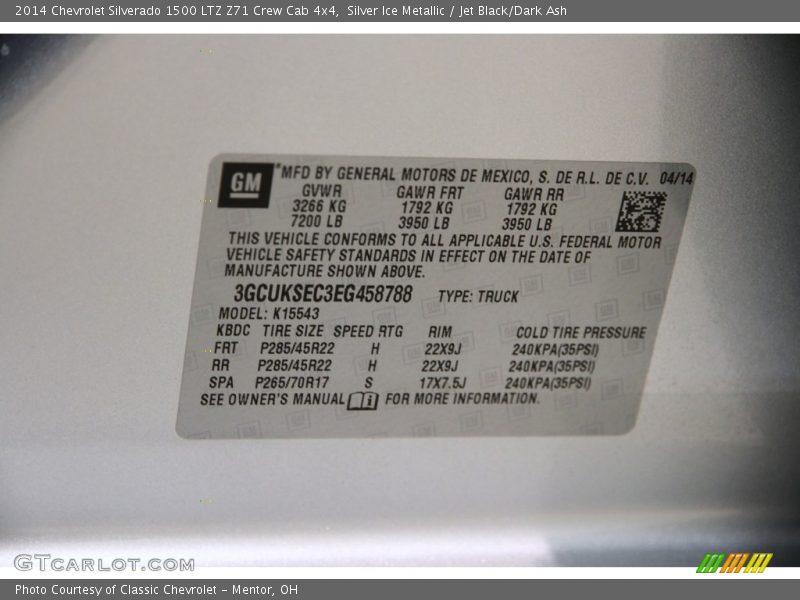 2014 Chevrolet Silverado 1500 LTZ Z71 Crew Cab 4x4,  Silver Ice Metallic / Jet Black/Dark Ash
GM
*MFD BY GENERAL MOTORS DE MEXICO, S. DE R.L. DE C.V.  04/14
GVWR GAWR FRT GAWR RR
3266 KG 1792 KG 1792 KG
7200 LB 3950 LB 3950 LB
THIS VEHICLE CONFORMS TO ALL APPLICABLE U.S. FEDERAL MOTOR
VEHICLE SAFETY STANDARDS IN EFFECT ON THE DATE OF
MANUFACTURE SHOWN ABOVE.
3GCUKSEC3EG458788 TYPE: TRUCK
MODEL: K15543
KBDC TIRE SIZE SPEED RTG RIM COLD TIRE PRESSURE
FRT P285/45R22 H 22X9J 240KPA(35PSI)
RR P285/45R22 H 22X9J 240KPA(35PSI)
SPA P265/70R17 S 17X7.5J 240KPA(35PSI)
SEE OWNER'S MANUAL i FOR MORE INFORMATION.
GTCARLOT.COM
Photo Courtesy of Classic Chevrolet - Mentor, OH